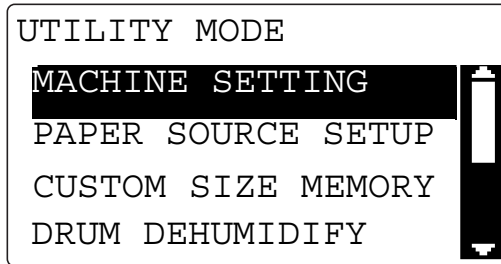 UTILITY MODE
MACHINE SETTING
PAPER SOURCE SETUP
CUSTOM SIZE MEMORY
DRUM DEHUMIDIFY